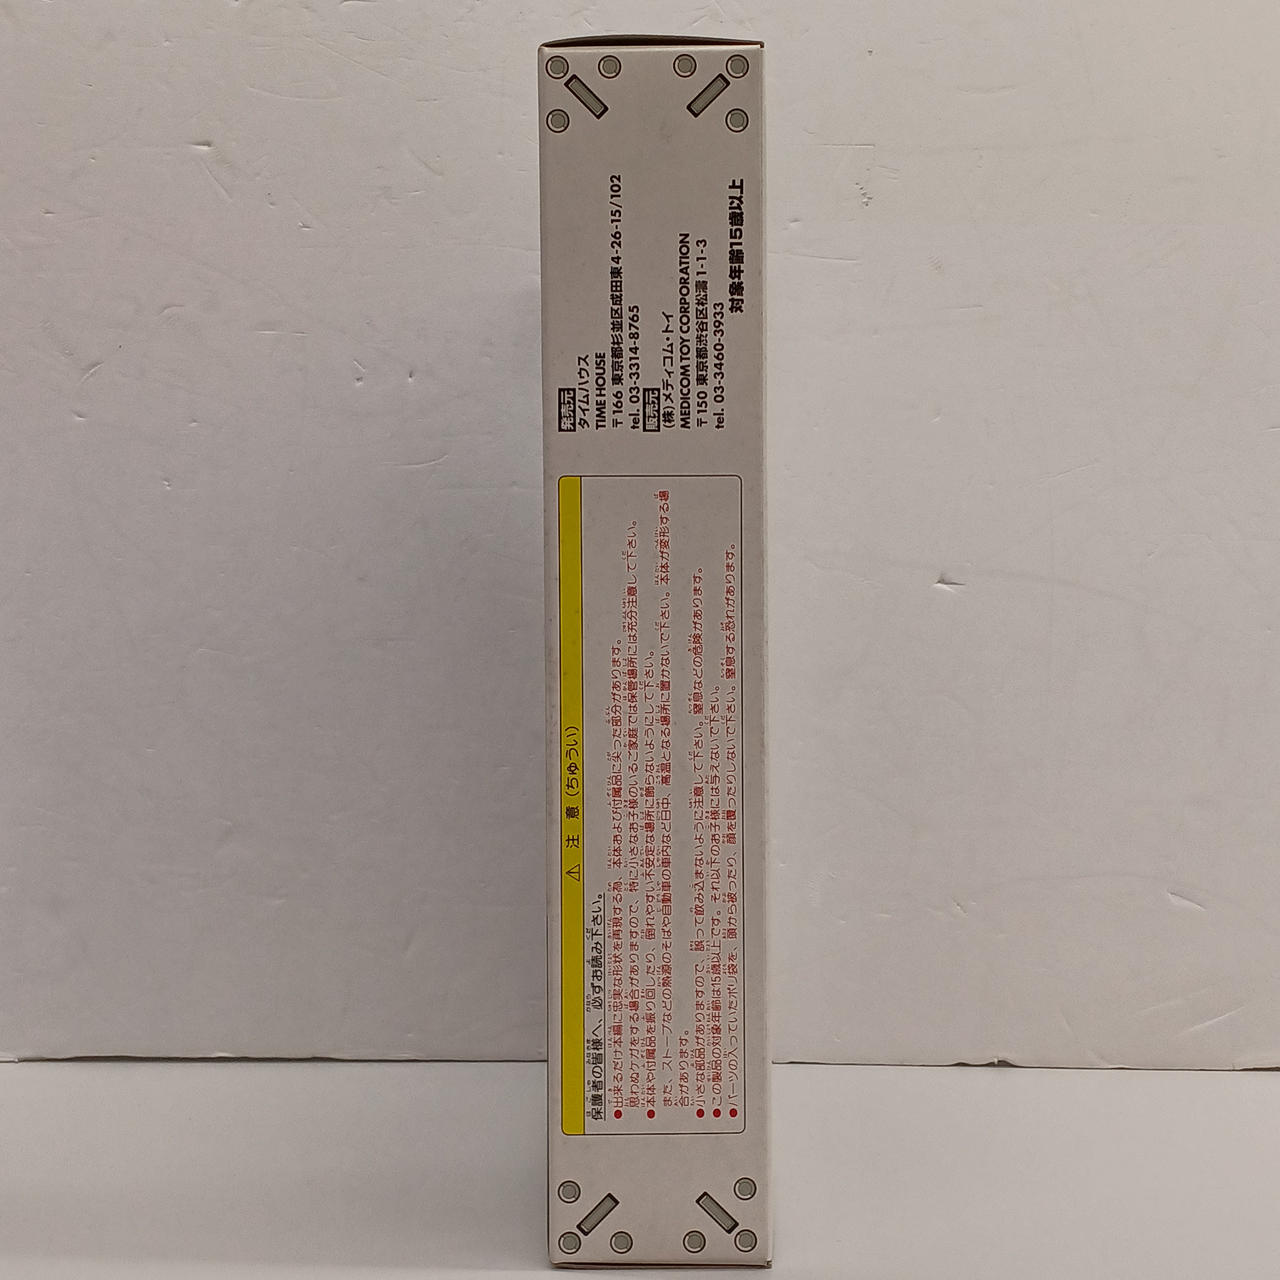 発売元
タイムハウス
TIME HOUSE
〒166 東京都杉並区成田東4-26-15/102
tel. 03-3314-8765
販売元
(株)メディコム・トイ
MEDICOM TOY CORPORATION
〒150 東京都渋谷区松濤1-1-3
tel. 03-3460-3933
対象年齢15歳以上
⚠ 注 意 (ちゅうい)
保護者の皆様へ、必ずお読み下さい。
●出来るだけ本編に忠実な形状を再現する為、本体および付属品に尖った部分があります。
思わぬケガをする場合がありますので、特に小さなお子様のいるご家庭では保管場所には充分注意して下さい。
●本体や付属品を振り回したり、倒れやすい不安定な場所に飾らないようにして下さい。
また、ストーブなどの熱源のそばや自動車の車内など日中、高温となる場所に置かないで下さい。本体が変形する場
合があります。
●小さな部品がありますので、誤って飲み込まないように注意して下さい。窒息などの危険があります。
●この製品の対象年齢は15歳以上です。それ以下のお子様には与えないで下さい。
●パーツの入っていたポリ袋を、頭から被ったり、顔を覆ったりしないで下さい。窒息する恐れがあります。